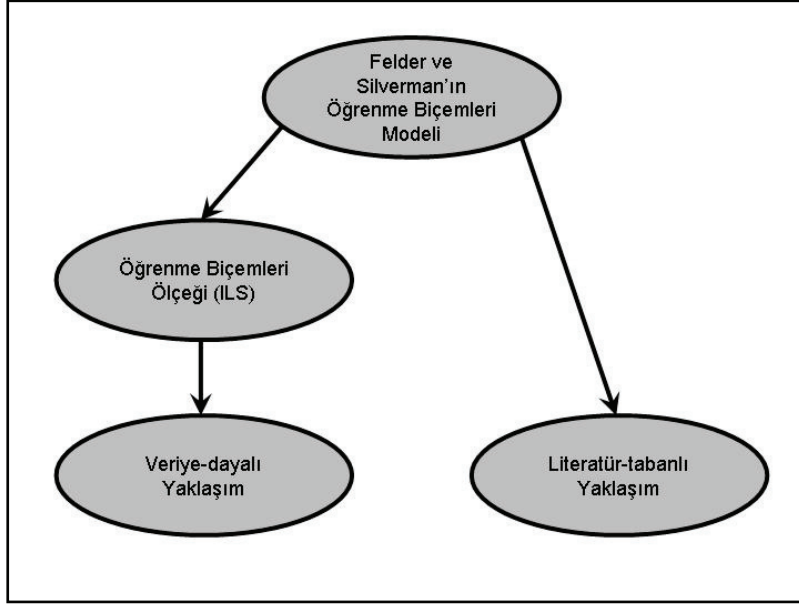 Felder ve
Silverman'ın
Öğrenme Biçemleri
Modeli
Öğrenme Biçemleri
Ölçeği (ILS)
Veriye-dayalı
Yaklaşım
Literatür-tabanlı
Yaklaşım